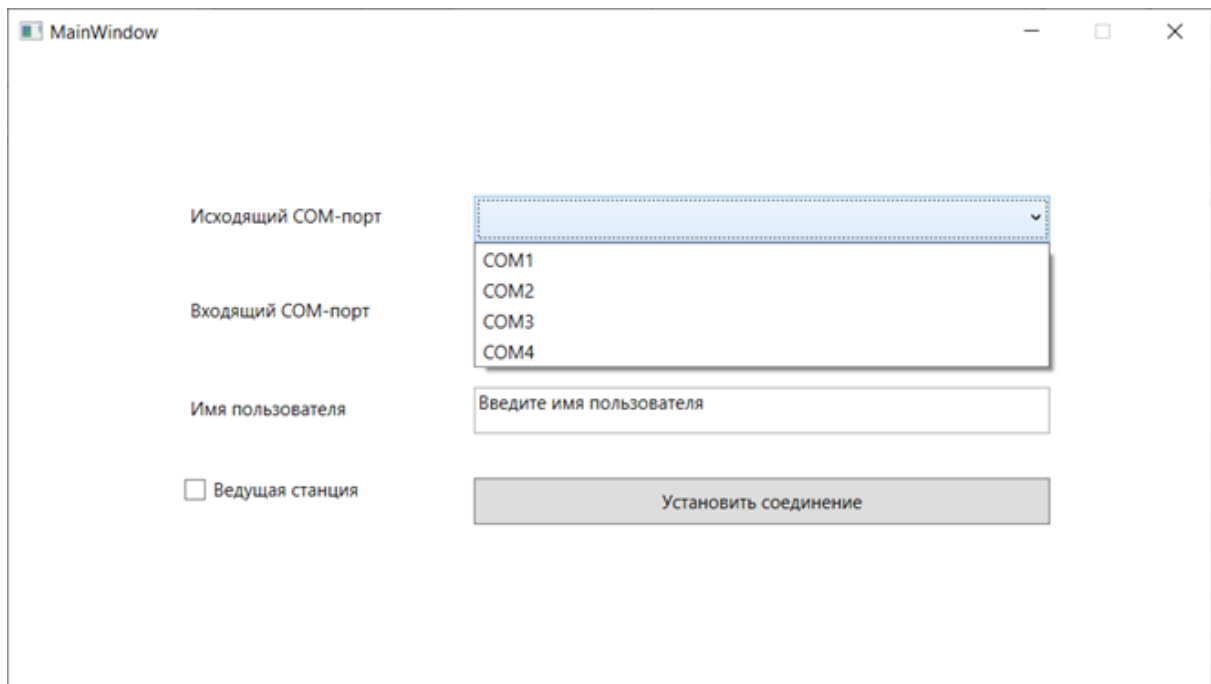 MainWindow
Исходящий COM-порт
COM1
COM2
Входящий COM-порт
COM3
COM4
Имя пользователя
Введите имя пользователя
Ведущая станция
Установить соединение